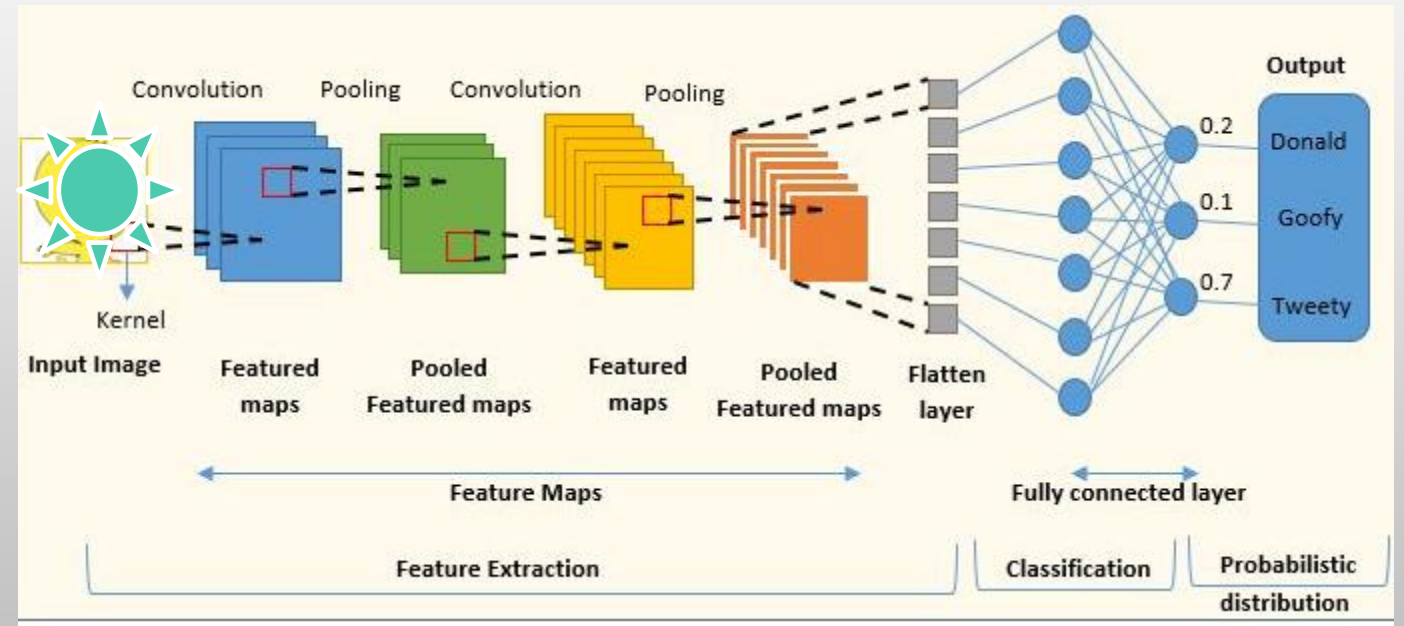 Convolution
Pooling
Convolution
Pooling
Output
0.2
Donald
0.1
Goofy
0.7
Tweety
Kernel
Input Image
Featured
maps
Pooled
Featured maps
Featured
maps
Pooled
Featured maps
Flatten
layer
Feature Maps
Fully connected layer
Feature Extraction
Classification
Probabilistic
distribution